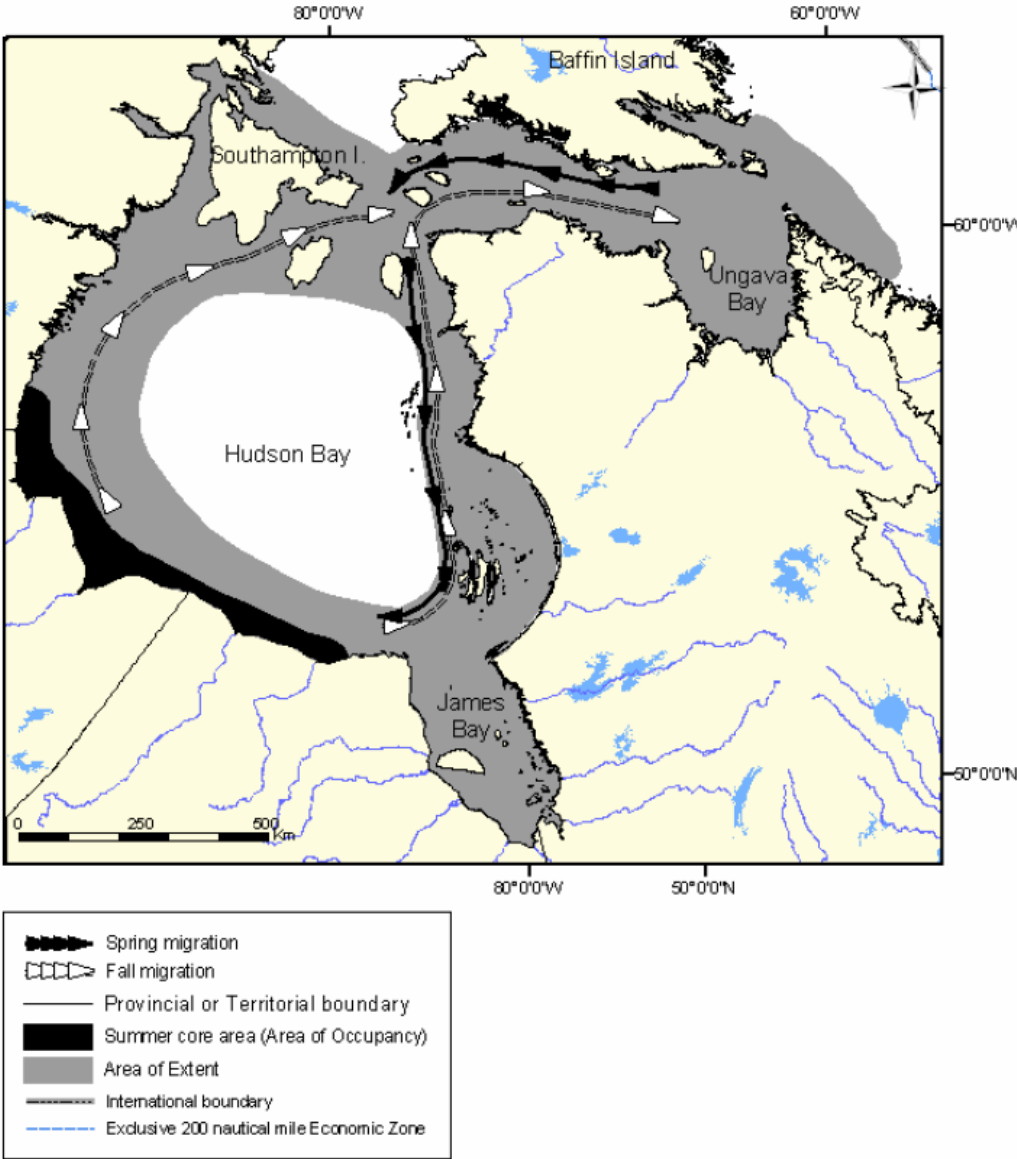 80°0'0"W
60°0'0"W
Baffin Island
Southampton I.
60°0'0"W
Ungava
Bay
Hudson Bay
James
Bay
50°0'0"N
0
250
500
Km
80°0'0"W
50°0'0"N
Spring migration
Fall migration
Provincial or Territorial boundary
Summer core area (Area of Occupancy)
Area of Extent
International boundary
Exclusive 200 nautical mile Economic Zone